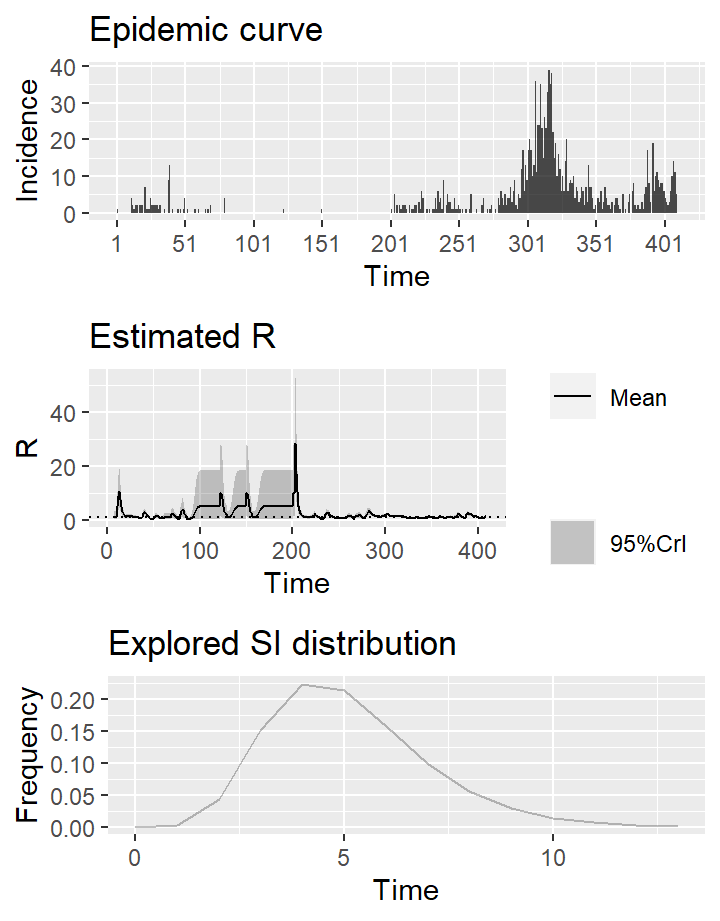 Epidemic curve
Incidence
40
30
20
10
0
1 51 101 151 201 251 301 351 401
Time
Estimated R
R
40
20
0
0 100 200 300 400
Time
Mean
95%CrI
Explored SI distribution
Frequency
0.20
0.15
0.10
0.05
0.00
0 5 10
Time